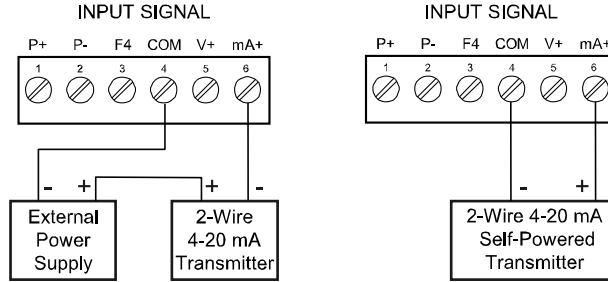 INPUT SIGNAL
P+ P- F4 COM V+ mA+
1 2 3 4 5 6
- + + -
External
Power
Supply
2-Wire
4-20 mA
Transmitter
INPUT SIGNAL
P+ P- F4 COM V+ mA+
1 2 3 4 5 6
- +
2-Wire 4-20 mA
Self-Powered
Transmitter